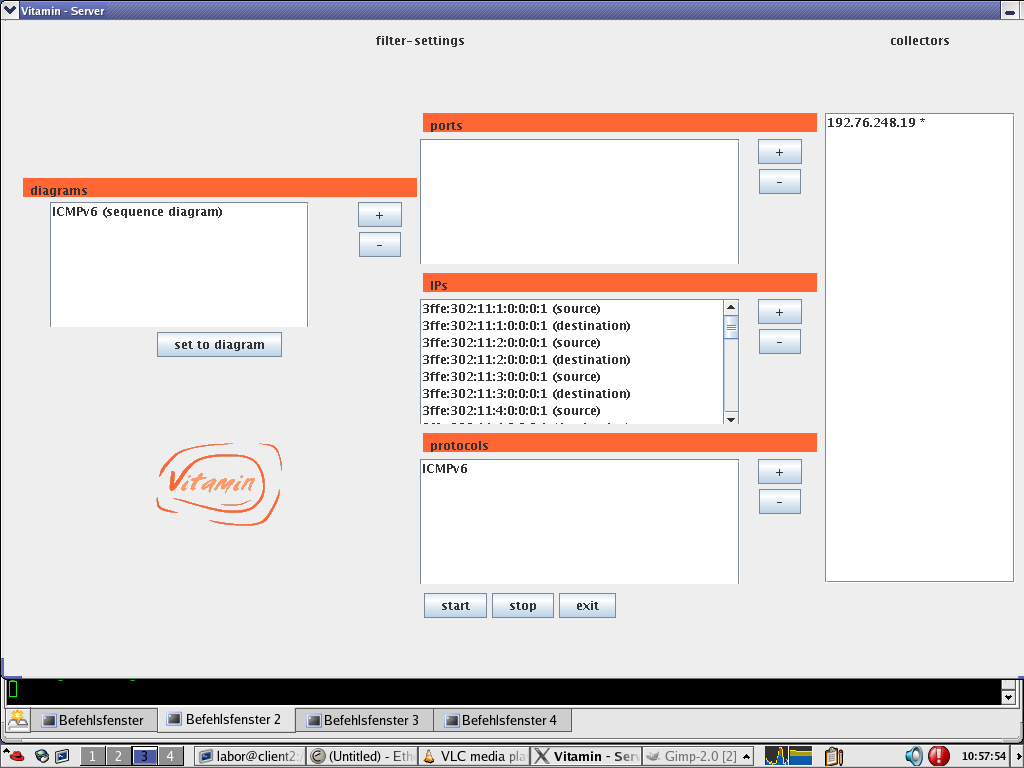 Vitamin - Server
filter-settings
collectors
ports
192.76.248.19 *
+
-
diagrams
ICMPv6 (sequence diagram)
+
-
set to diagram
IPs
3ffe:302:11:1:0:0:0:1 (source)
3ffe:302:11:1:0:0:0:1 (destination)
3ffe:302:11:2:0:0:0:1 (source)
3ffe:302:11:2:0:0:0:1 (destination)
3ffe:302:11:3:0:0:0:1 (source)
3ffe:302:11:3:0:0:0:1 (destination)
3ffe:302:11:4:0:0:0:1 (source)
+
-
Vitamin
protocols
ICMPv6
+
-
start stop exit
Befehlsfenster Befehlsfenster 2 Befehlsfenster 3 Befehlsfenster 4
1 2 3 4 labor@client2: (Untitled) - Eth VLC media pla Vitamin - Serv Gimp-2.0 [2] 10:57:54